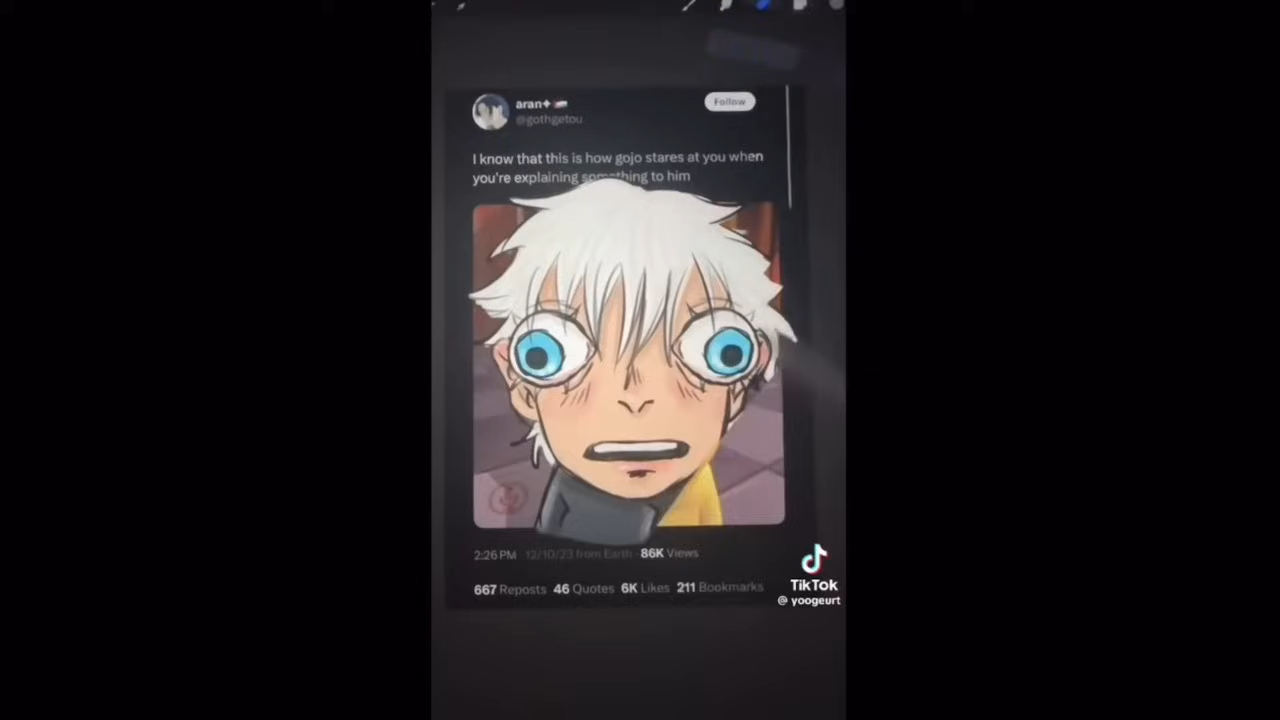 aran✦
Follow
@gothgetou
I know that this is how gojo stares at you when
you're explaining something to him
2:26 PM 12/10/23 from Earth · 86K Views
667 Reposts 46 Quotes 6K Likes 211 Bookmarks
TikTok
@ yoogeurt